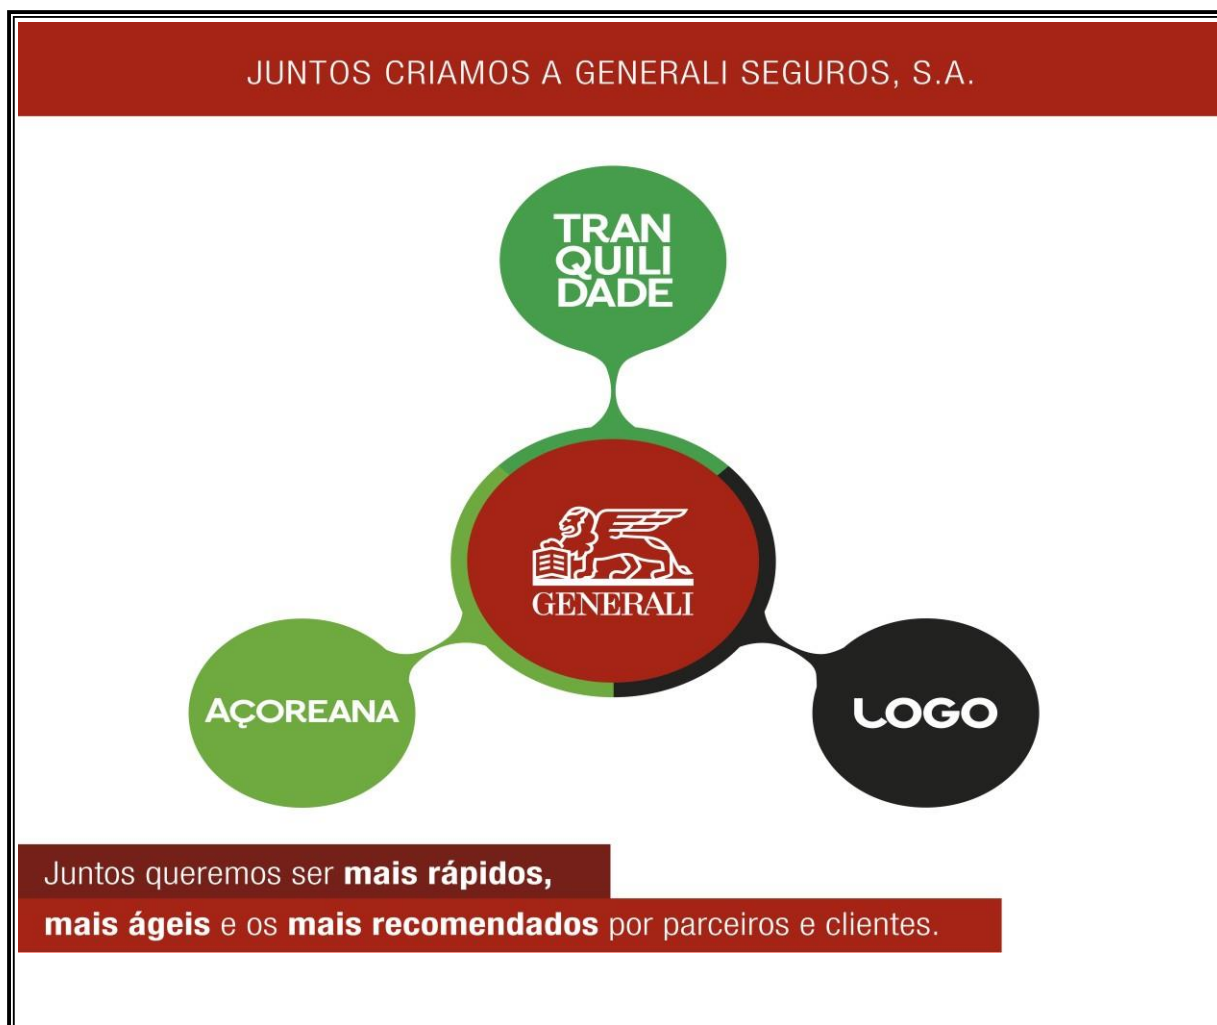 JUNTOS CRIAMOS A GENERALI SEGUROS, S.A.
TRAN
QUILI
DADE
GENERALI
AÇOREANA
LOGO
Juntos queremos ser mais rápidos,
mais ágeis e os mais recomendados por parceiros e clientes.